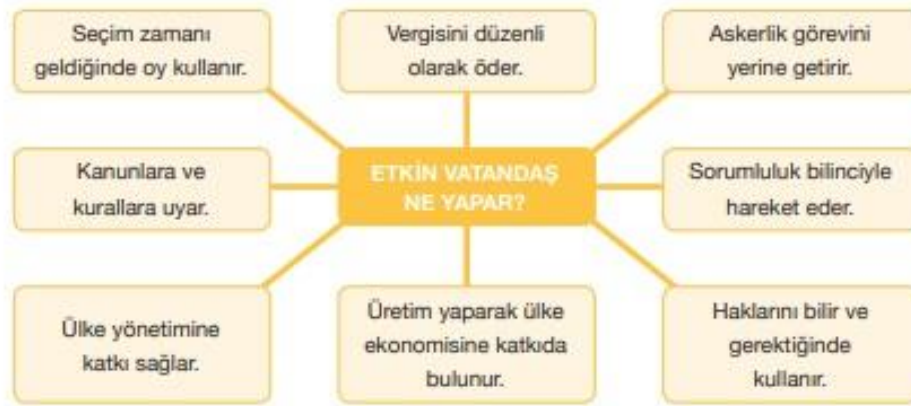 Seçim zamanı
geldiğinde oy kullanır.
Vergisini düzenli
olarak öder.
Askerlik görevini
yerine getirir.
Kanunlara ve
kurallara uyar.
ETKİN VATANDAŞ
NE YAPAR?
Sorumluluk bilinciyle
hareket eder.
Ülke yönetimine
katkı sağlar.
Üretim yaparak ülke
ekonomisine katkıda
bulunur.
Haklarını bilir ve
gerektiğinde
kullanır.